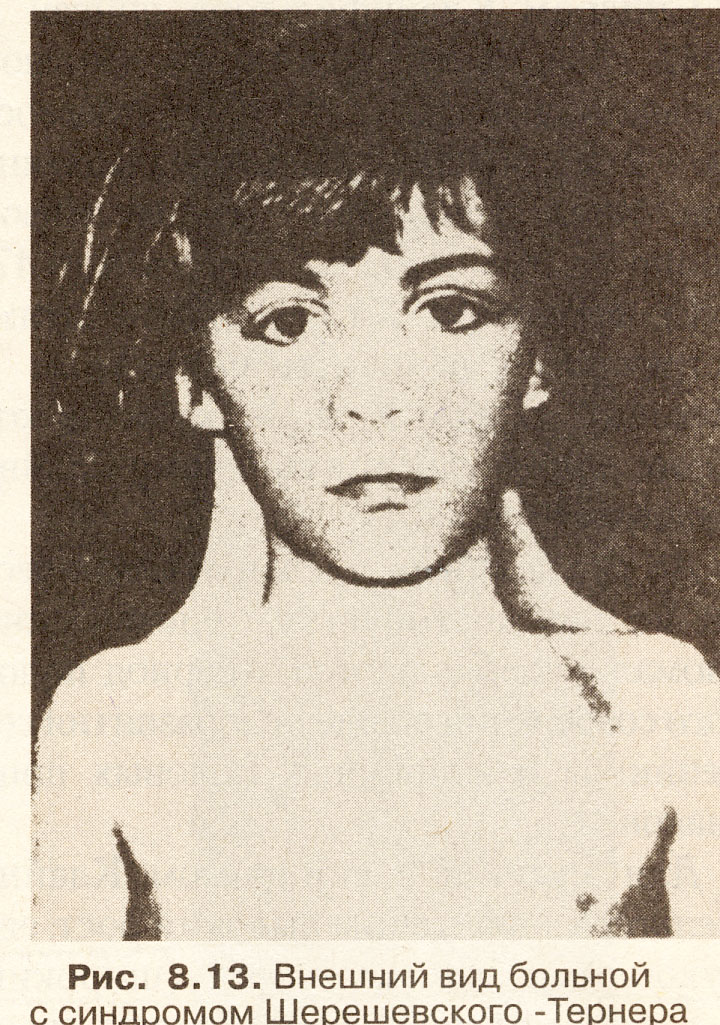 Рис. 8.13. Внешний вид больной
с синдромом Шерешевского -Тернера